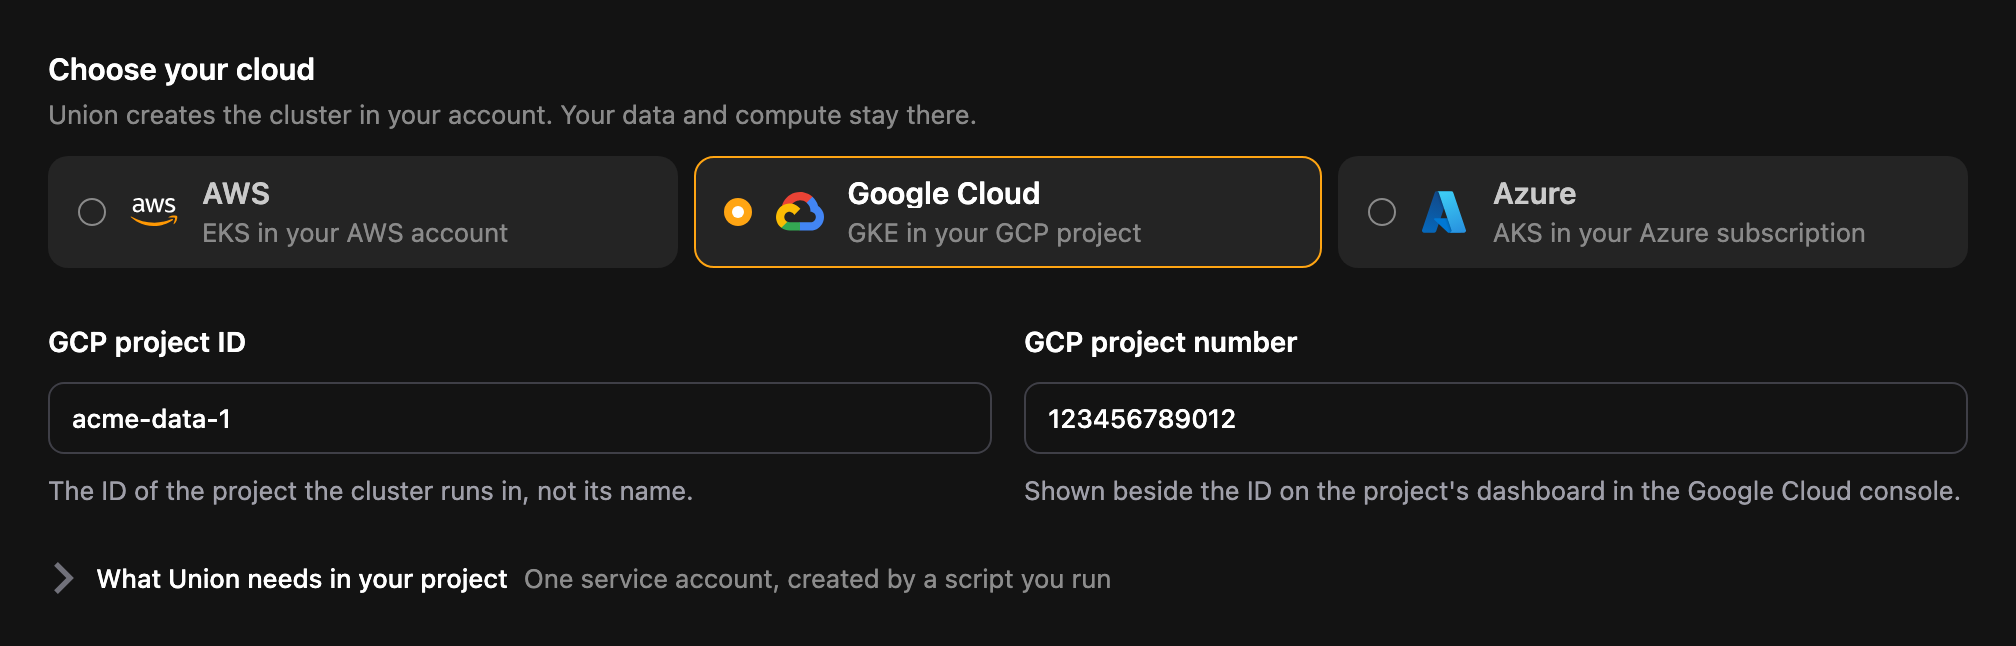 Choose your cloud
Union creates the cluster in your account. Your data and compute stay there.
aws
AWS
EKS in your AWS account
Google Cloud
GKE in your GCP project
Azure
AKS in your Azure subscription
GCP project ID
acme-data-1
The ID of the project the cluster runs in, not its name.
GCP project number
123456789012
Shown beside the ID on the project's dashboard in the Google Cloud console.
What Union needs in your project One service account, created by a script you run